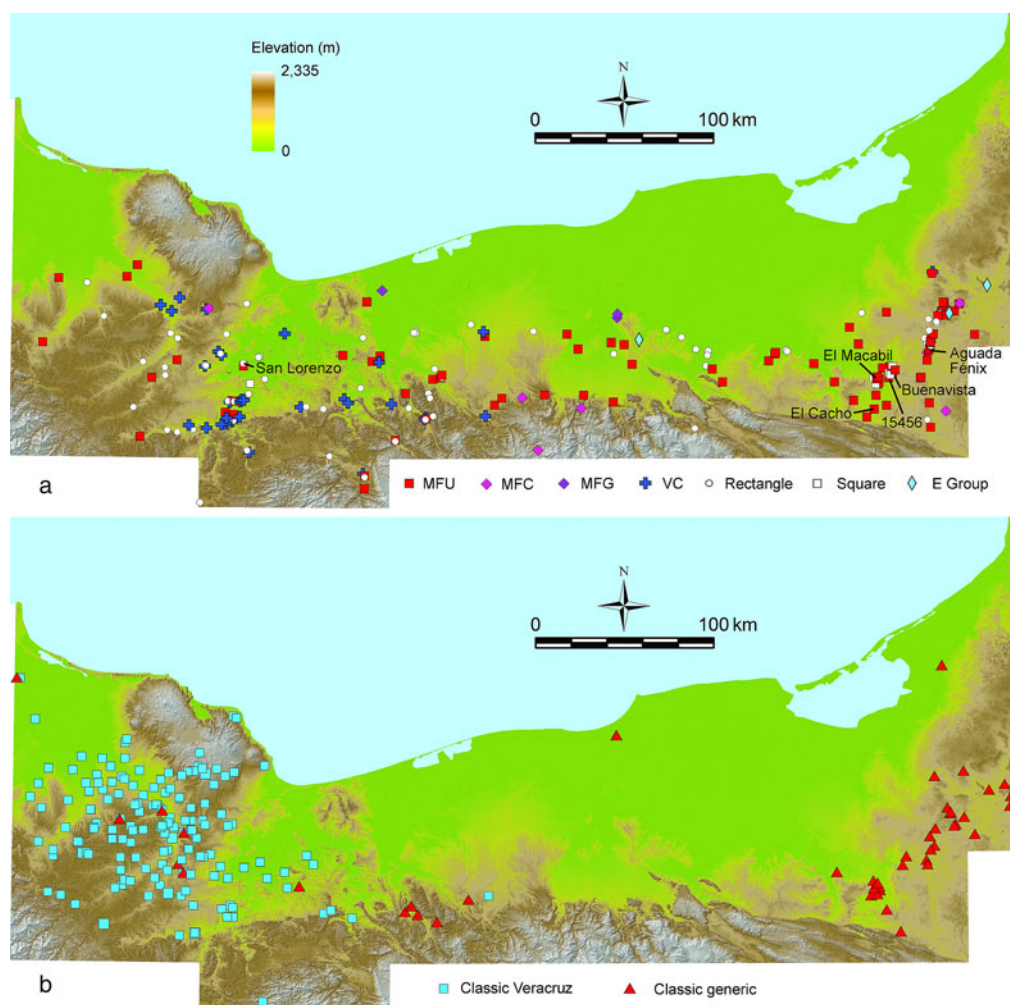 Elevation (m)
2,335
0
N
0 100 km
San Lorenzo
El Macabil
Aguada
Fénix
Buenavista
El Cacho
15456
a
MFU MFC MFG VC Rectangle Square E Group
N
0 100 km
b
Classic Veracruz Classic generic